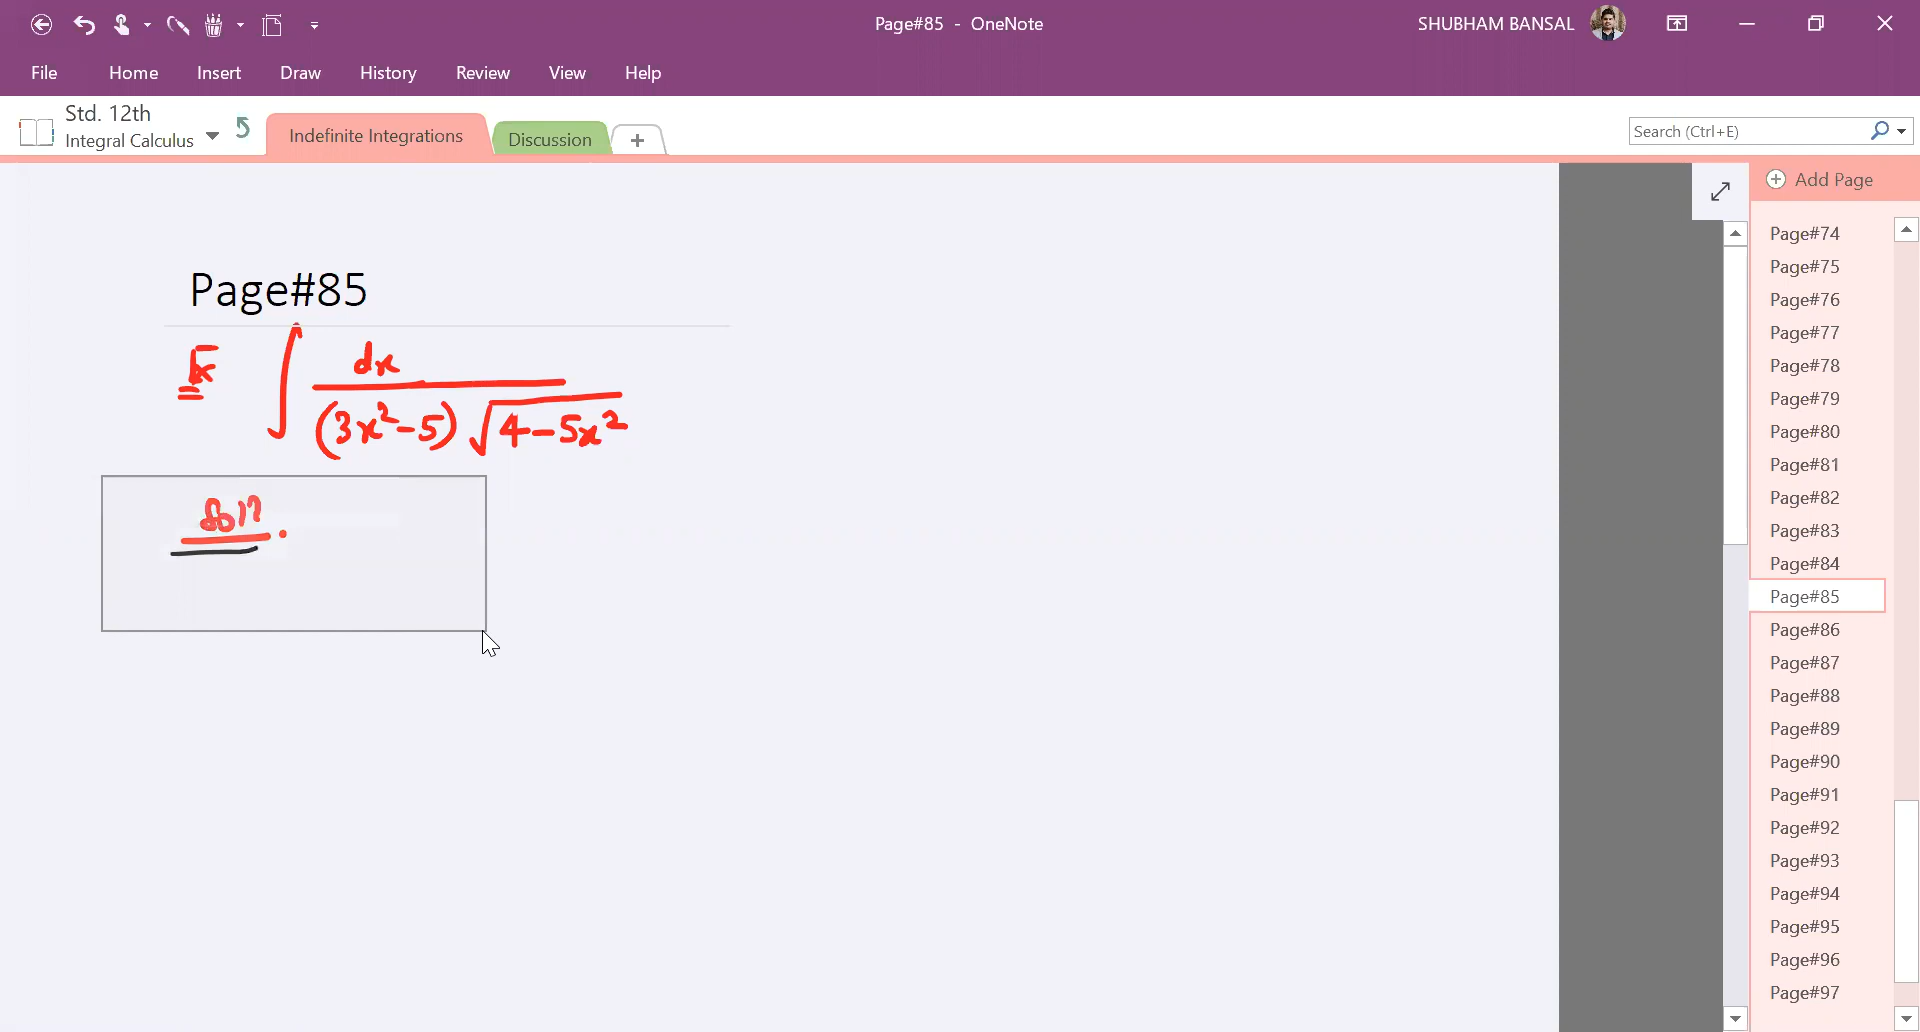 Page#85 - OneNote
SHUBHAM BANSAL
File Home Insert Draw History Review View Help
Std. 12th
Integral Calculus
Indefinite Integrations
Discussion
Search (Ctrl+E)
Add Page
Page#85
Ex ∫ dx / (3x²-5) √(4-5x²)
Solⁿ.
Page#74
Page#75
Page#76
Page#77
Page#78
Page#79
Page#80
Page#81
Page#82
Page#83
Page#84
Page#85
Page#86
Page#87
Page#88
Page#89
Page#90
Page#91
Page#92
Page#93
Page#94
Page#95
Page#96
Page#97